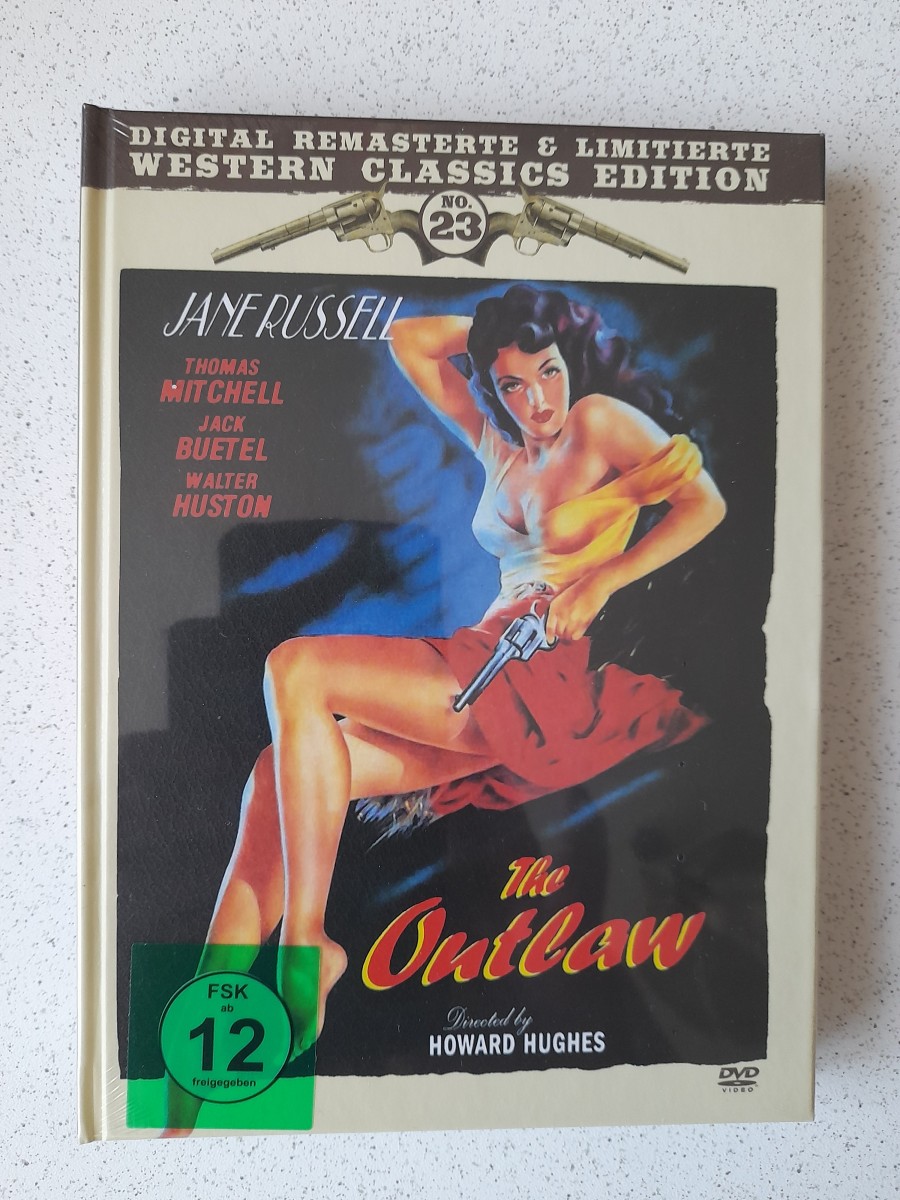 DIGITAL REMASTERTE & LIMITIERTE
WESTERN CLASSICS EDITION
NO.
23
JANE RUSSELL
THOMAS
MITCHELL
JACK
BUETEL
WALTER
HUSTON
The
Outlaw
Directed by
HOWARD HUGHES
FSK
ab
12
freigegeben
DVD
VIDEO